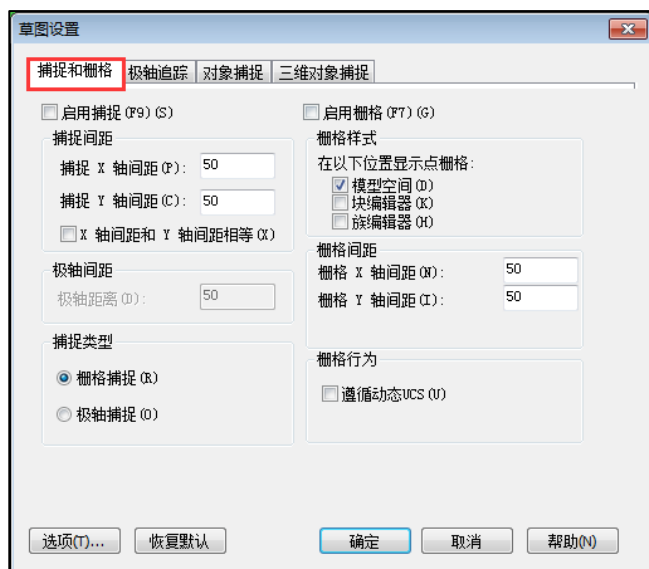 草图设置
捕捉和栅格 极轴追踪 对象捕捉 三维对象捕捉
启用捕捉(F9)(S)
启用栅格(F7)(G)
捕捉间距
捕捉 X 轴间距(P): 50
捕捉 Y 轴间距(C): 50
X 轴间距和 Y 轴间距相等(X)
栅格样式
在以下位置显示点栅格:
模型空间(D)
块编辑器(K)
族编辑器(H)
极轴间距
极轴距离(D): 50
栅格间距
栅格 X 轴间距(N): 50
栅格 Y 轴间距(I): 50
捕捉类型
栅格捕捉(R)
极轴捕捉(O)
栅格行为
遵循动态UCS(U)
选项(T)... 恢复默认 确定 取消 帮助(N)